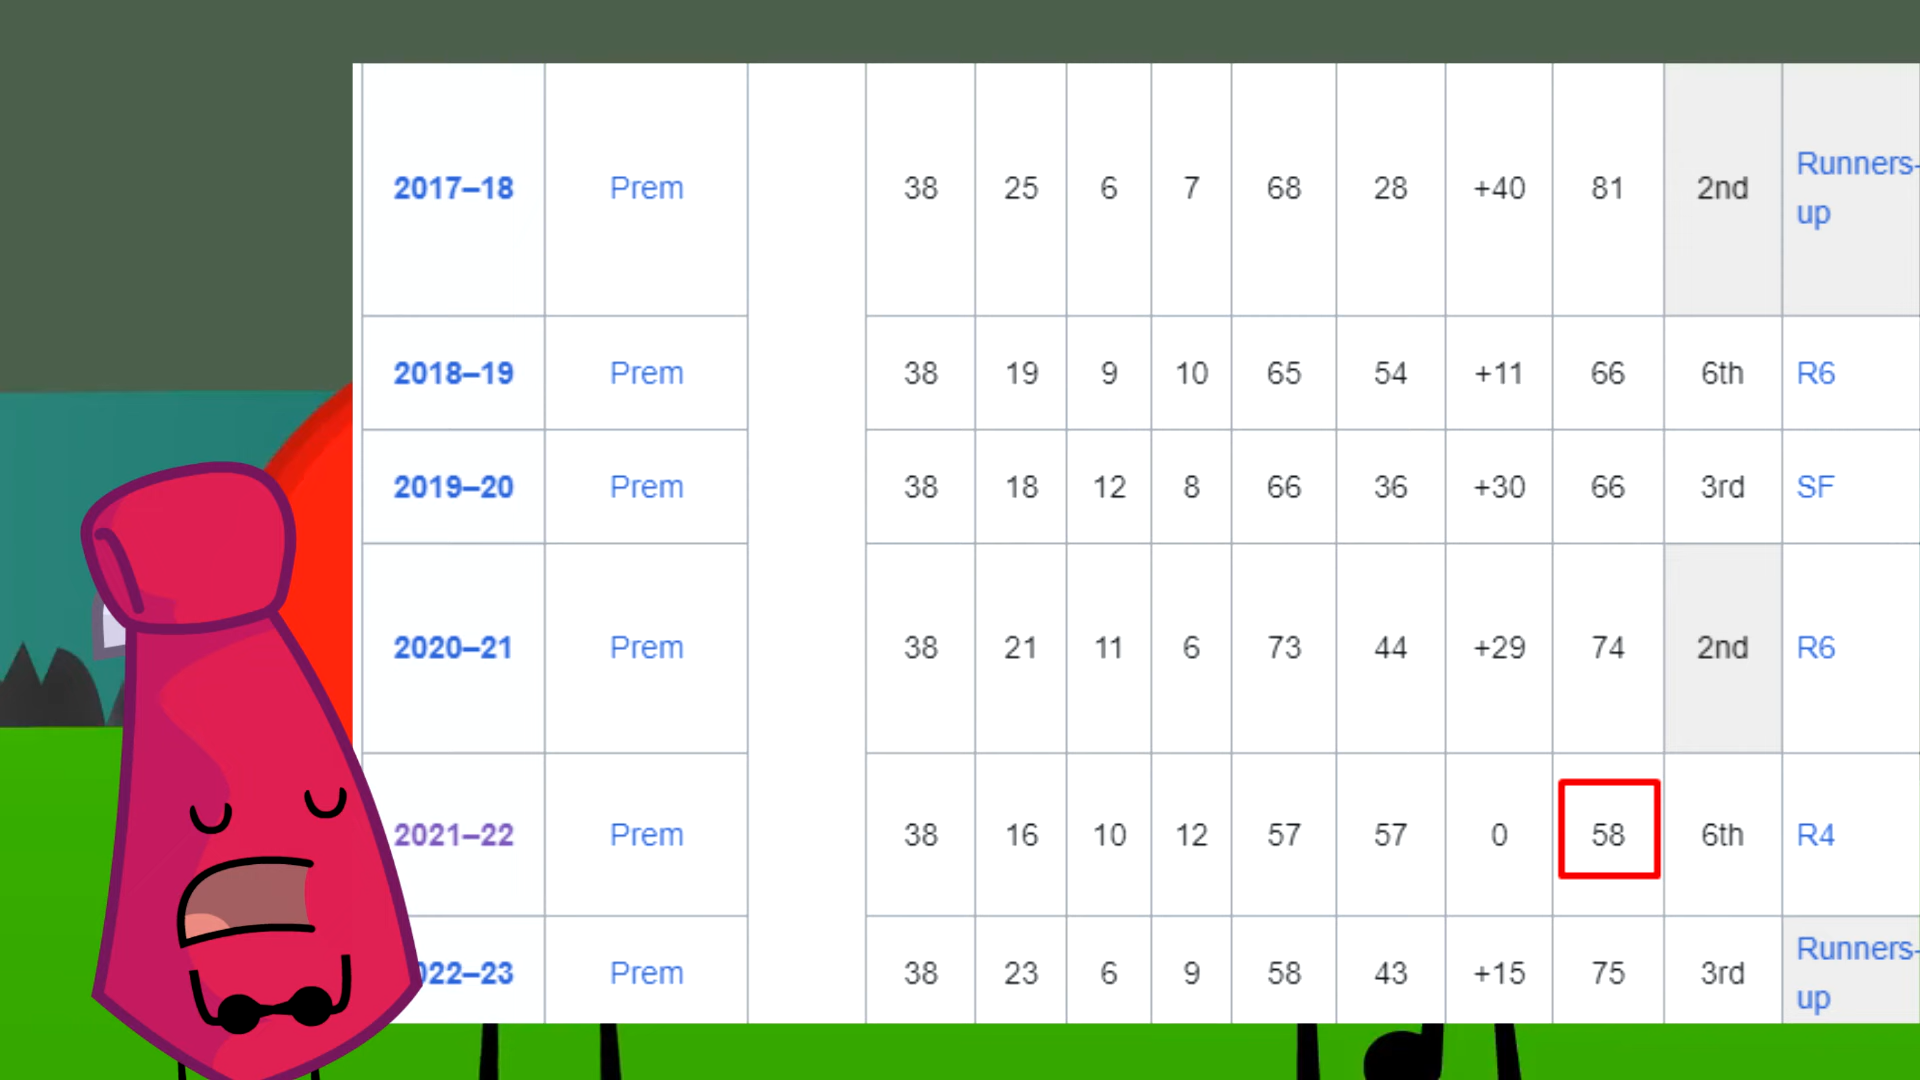 2017–18 Prem 38 25 6 7 68 28 +40 81 2nd Runners-
up
2018–19 Prem 38 19 9 10 65 54 +11 66 6th R6
2019–20 Prem 38 18 12 8 66 36 +30 66 3rd SF
2020–21 Prem 38 21 11 6 73 44 +29 74 2nd R6
2021–22 Prem 38 16 10 12 57 57 0 58 6th R4
22–23 Prem 38 23 6 9 58 43 +15 75 3rd Runners-
up